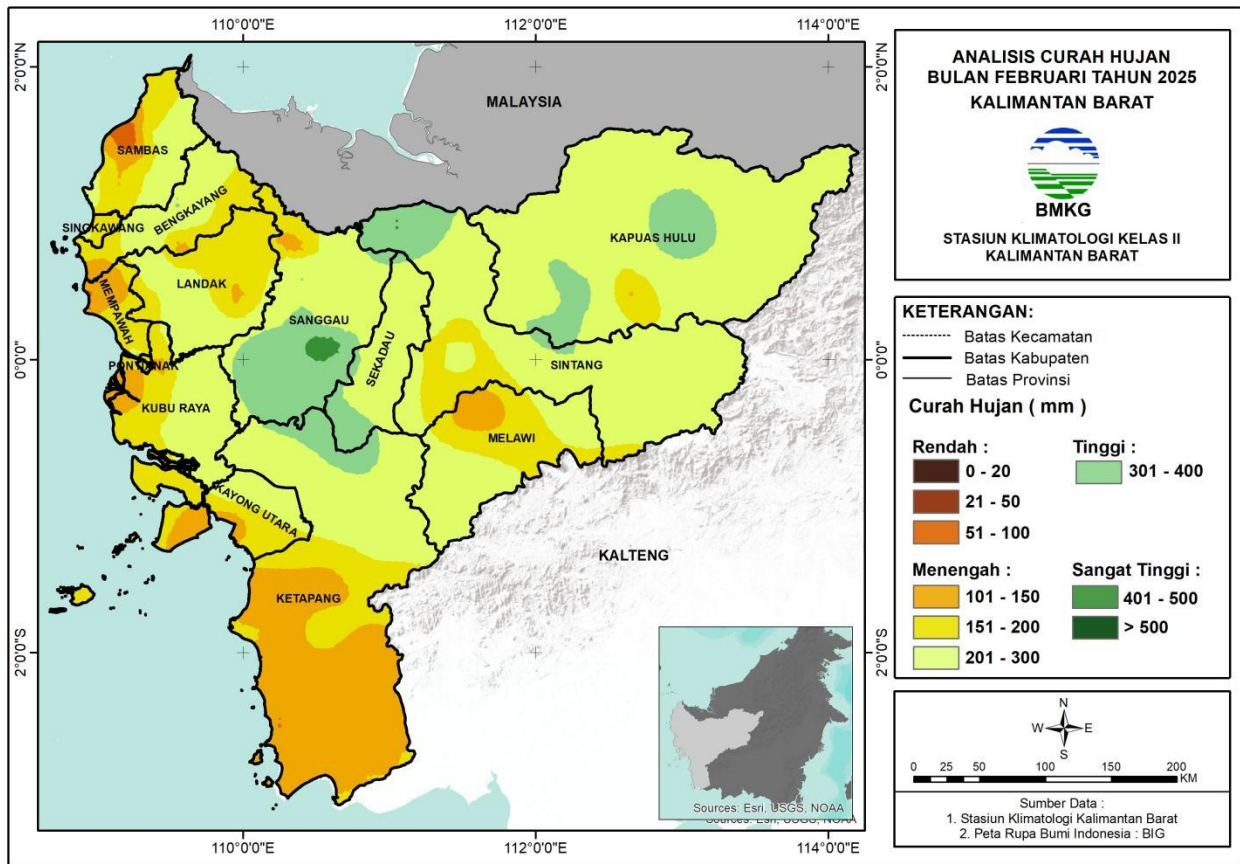 110°0'0"E
112°0'0"E
114°0'0"E
2°0'0"N
0°0'0"
2°0'0"S
2°0'0"N
0°0'0"
2°0'0"S
110°0'0"E
112°0'0"E
114°0'0"E
MALAYSIA
SAMBAS
BENGKAYANG
SINGKAWANG
KAPUAS HULU
LANDAK
MEMPAWAH
SANGGAU
SEKADAU
SINTANG
PONTIANAK
KUBU RAYA
MELAWI
KAYONG UTARA
KALTENG
KETAPANG
Sources: Esri, USGS, NOAA
Sources: Esri, USGS, NOAA
ANALISIS CURAH HUJAN
BULAN FEBRUARI TAHUN 2025
KALIMANTAN BARAT
BMKG
STASIUN KLIMATOLOGI KELAS II
KALIMANTAN BARAT
KETERANGAN:
Batas Kecamatan
Batas Kabupaten
Batas Provinsi
Curah Hujan ( mm )
Rendah :
0 - 20
21 - 50
51 - 100
Tinggi :
301 - 400
Menengah :
101 - 150
151 - 200
201 - 300
Sangat Tinggi :
401 - 500
> 500
N
W E
S
0 25 50 100 150 200
KM
Sumber Data :
1. Stasiun Klimatologi Kalimantan Barat
2. Peta Rupa Bumi Indonesia : BIG